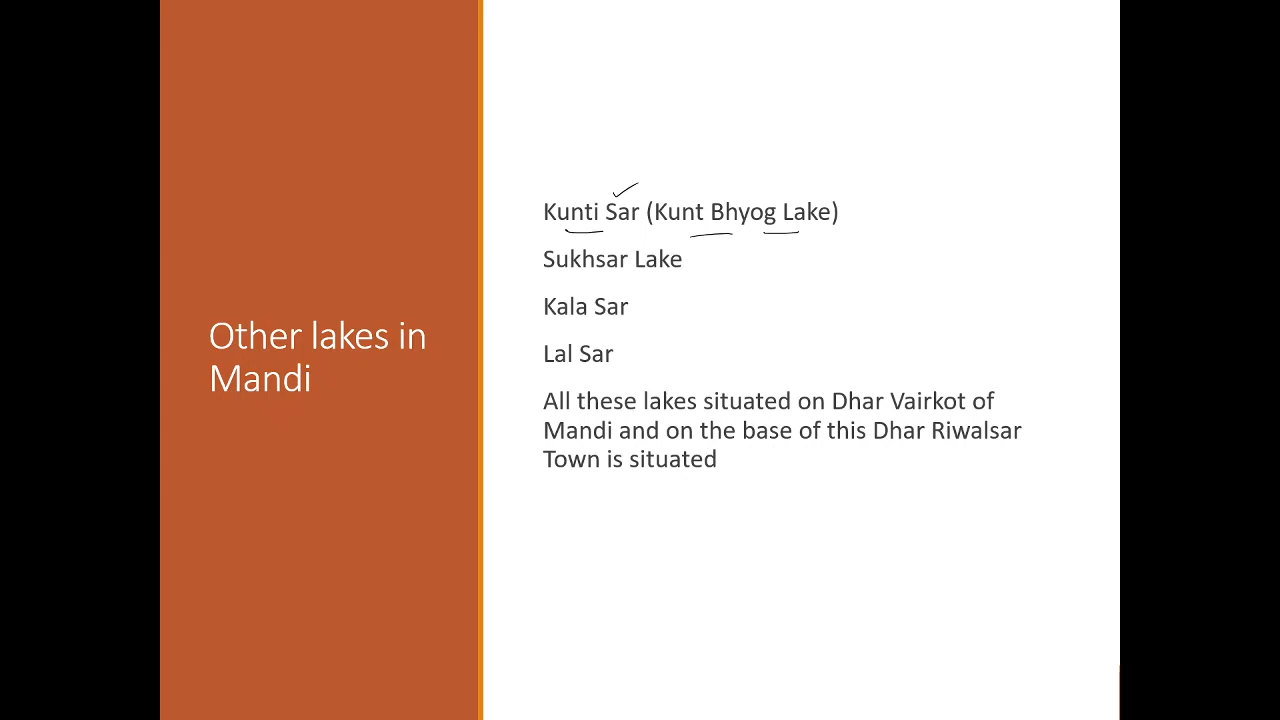 Other lakes in
Mandi
Kunti Sar (Kunt Bhyog Lake)
Sukhsar Lake
Kala Sar
Lal Sar
All these lakes situated on Dhar Vairkot of
Mandi and on the base of this Dhar Riwalsar
Town is situated